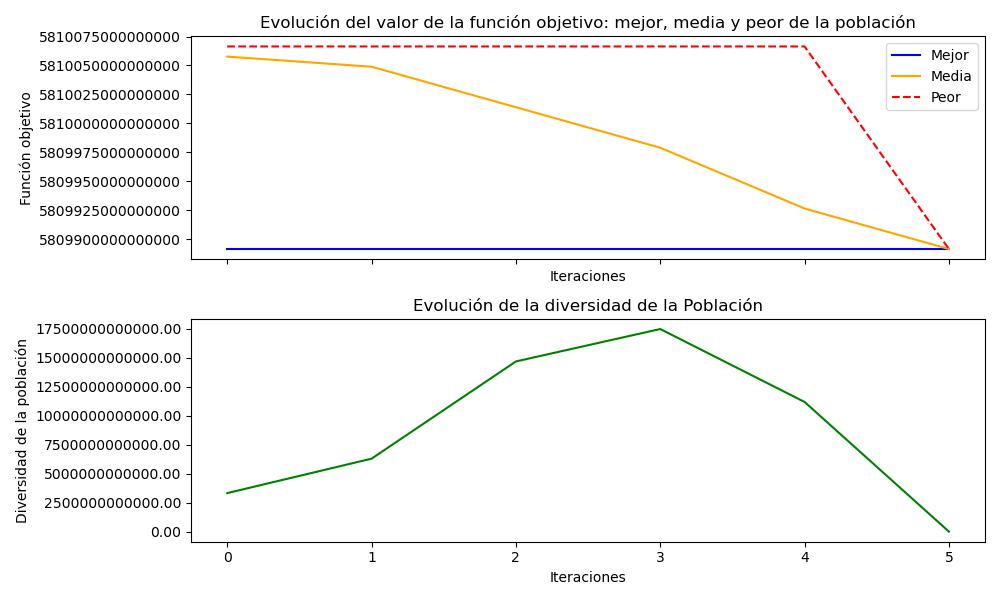 Evolución del valor de la función objetivo: mejor, media y peor de la población
Función objetivo
5810075000000000
5810050000000000
5810025000000000
5810000000000000
5809975000000000
5809950000000000
5809925000000000
5809900000000000
Mejor
Media
Peor
Iteraciones
Evolución de la diversidad de la Población
Diversidad de la población
17500000000000.00
15000000000000.00
12500000000000.00
10000000000000.00
7500000000000.00
5000000000000.00
2500000000000.00
0.00
0 1 2 3 4 5
Iteraciones